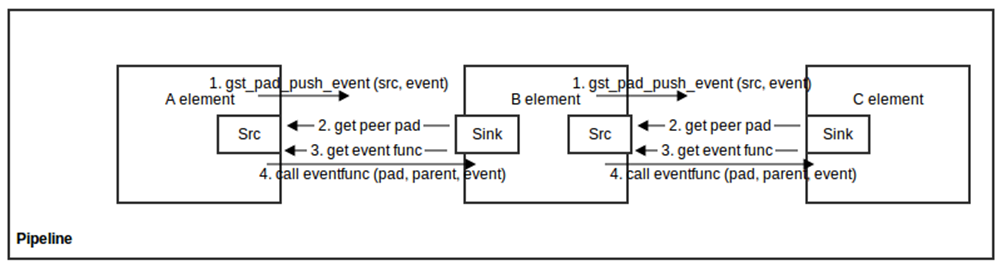 1. gst_pad_push_event (src, event)
A element
Src
2. get peer pad
3. get event func
4. call eventfunc (pad, parent, event)
Sink
B element
1. gst_pad_push_event (src, event)
Src
2. get peer pad
3. get event func
4. call eventfunc (pad, parent, event)
Sink
C element
Pipeline